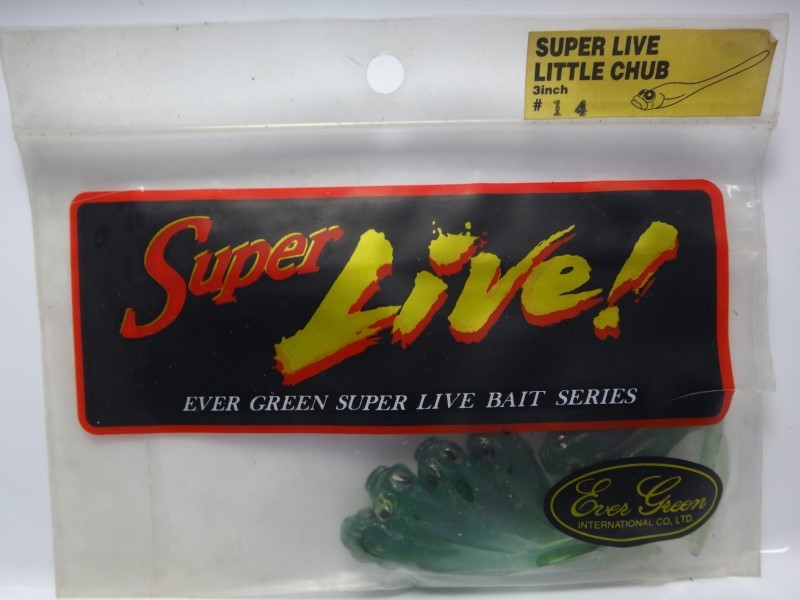 SUPER LIVE
LITTLE CHUB
3inch
# 14
Super Live!
EVER GREEN SUPER LIVE BAIT SERIES
Ever Green
INTERNATIONAL CO., LTD.